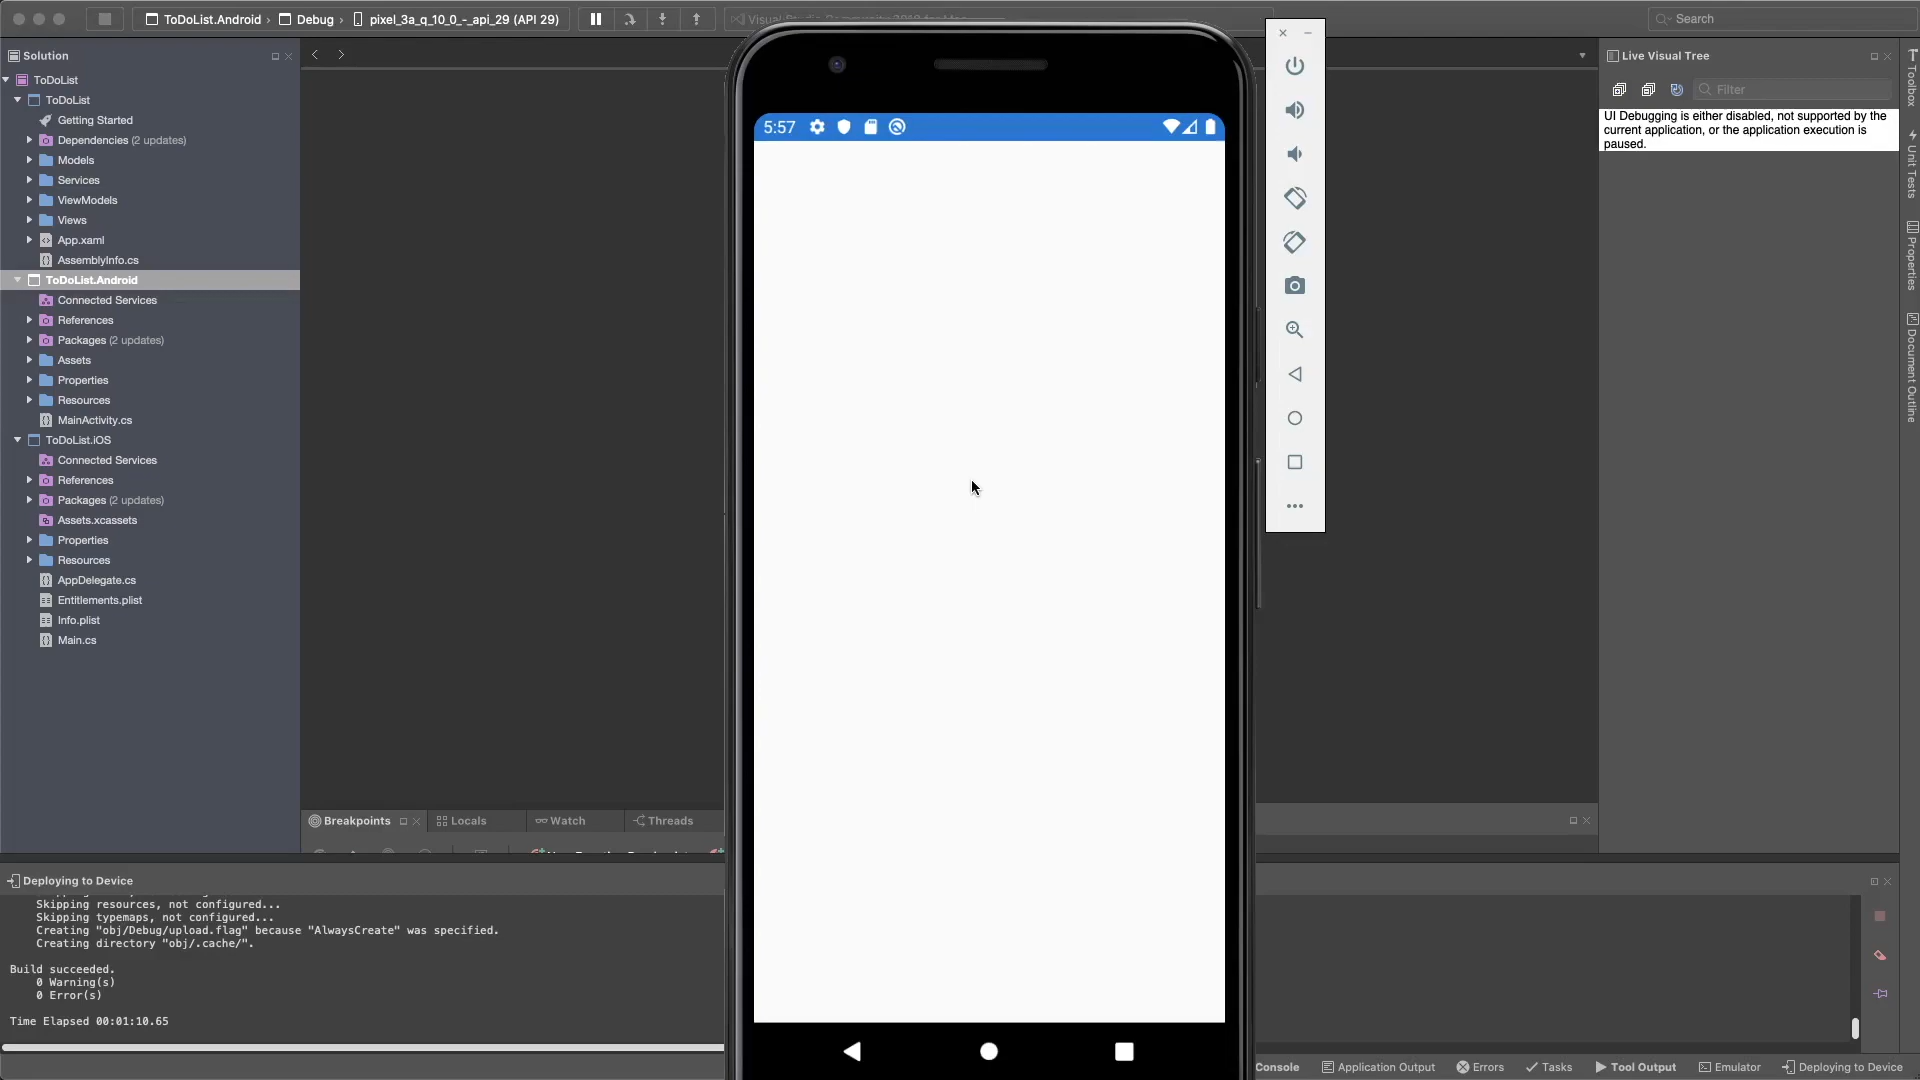 ToDoList.Android › Debug › pixel_3a_q_10_0_-_api_29 (API 29)
Search
Solution
ToDoList
ToDoList
Getting Started
Dependencies (2 updates)
Models
Services
ViewModels
Views
App.xaml
AssemblyInfo.cs
ToDoList.Android
Connected Services
References
Packages (2 updates)
Assets
Properties
Resources
MainActivity.cs
ToDoList.iOS
Connected Services
References
Packages (2 updates)
Assets.xcassets
Properties
Resources
AppDelegate.cs
Entitlements.plist
Info.plist
Main.cs
5:57
Live Visual Tree
Filter
UI Debugging is either disabled, not supported by the
current application, or the application execution is
paused.
Toolbox
Unit Tests
Properties
Document Outline
Breakpoints
Locals
Watch
Threads
Deploying to Device
Skipping resources, not configured...
Skipping typemaps, not configured...
Creating "obj/Debug/upload.flag" because "AlwaysCreate" was specified.
Creating directory "obj/.cache/".
Build succeeded.
0 Warning(s)
0 Error(s)
Time Elapsed 00:01:10.65
Console
Application Output
Errors
Tasks
Tool Output
Emulator
Deploying to Device